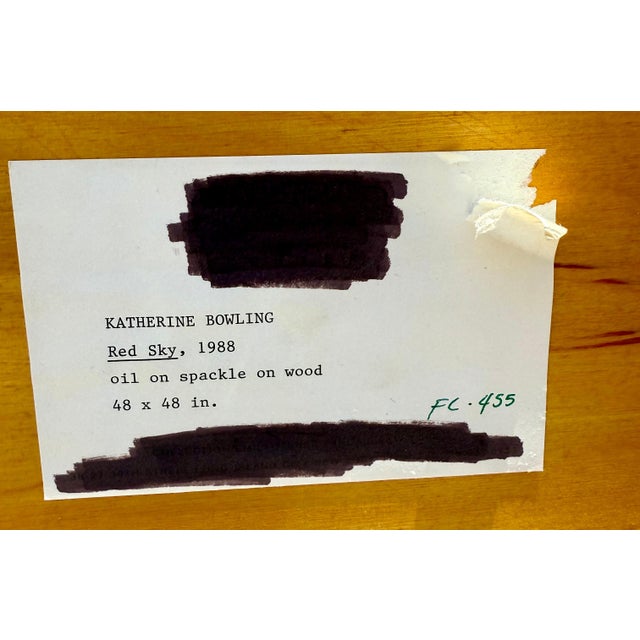 KATHERINE BOWLING
Red Sky, 1988
oil on spackle on wood
48 x 48 in.
FC - 455